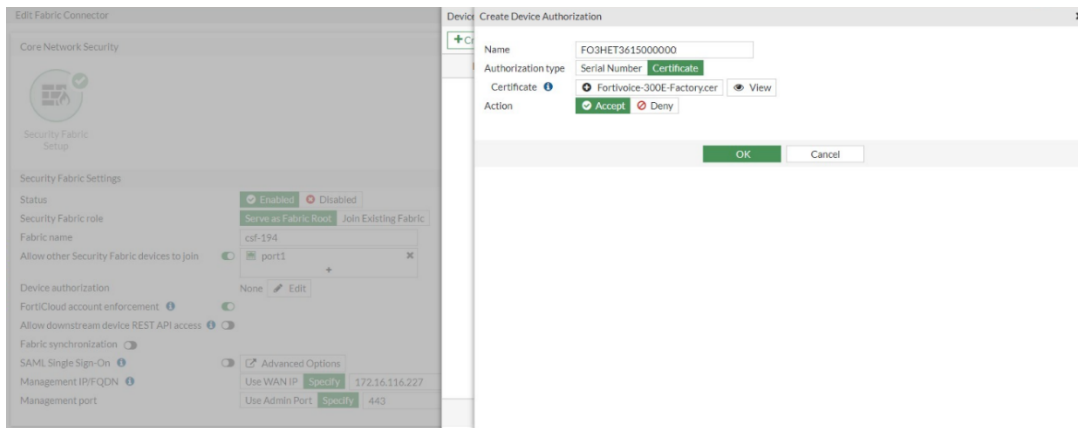 Edit Fabric Connector
Core Network Security
Security Fabric
Setup
Security Fabric Settings
Status Enabled Disabled
Security Fabric role Serve as Fabric Root Join Existing Fabric
Fabric name csf-194
Allow other Security Fabric devices to join port1
+
Device authorization None Edit
FortiCloud account enforcement
Allow downstream device REST API access
Fabric synchronization
SAML Single Sign-On Advanced Options
Management IP/FQDN Use WAN IP Specify 172.16.116.227
Management port Use Admin Port Specify 443
Device
+Cr
Create Device Authorization
Name FO3HET3615000000
Authorization type Serial Number Certificate
Certificate Fortivoice-300E-Factory.cer View
Action Accept Deny
OK Cancel